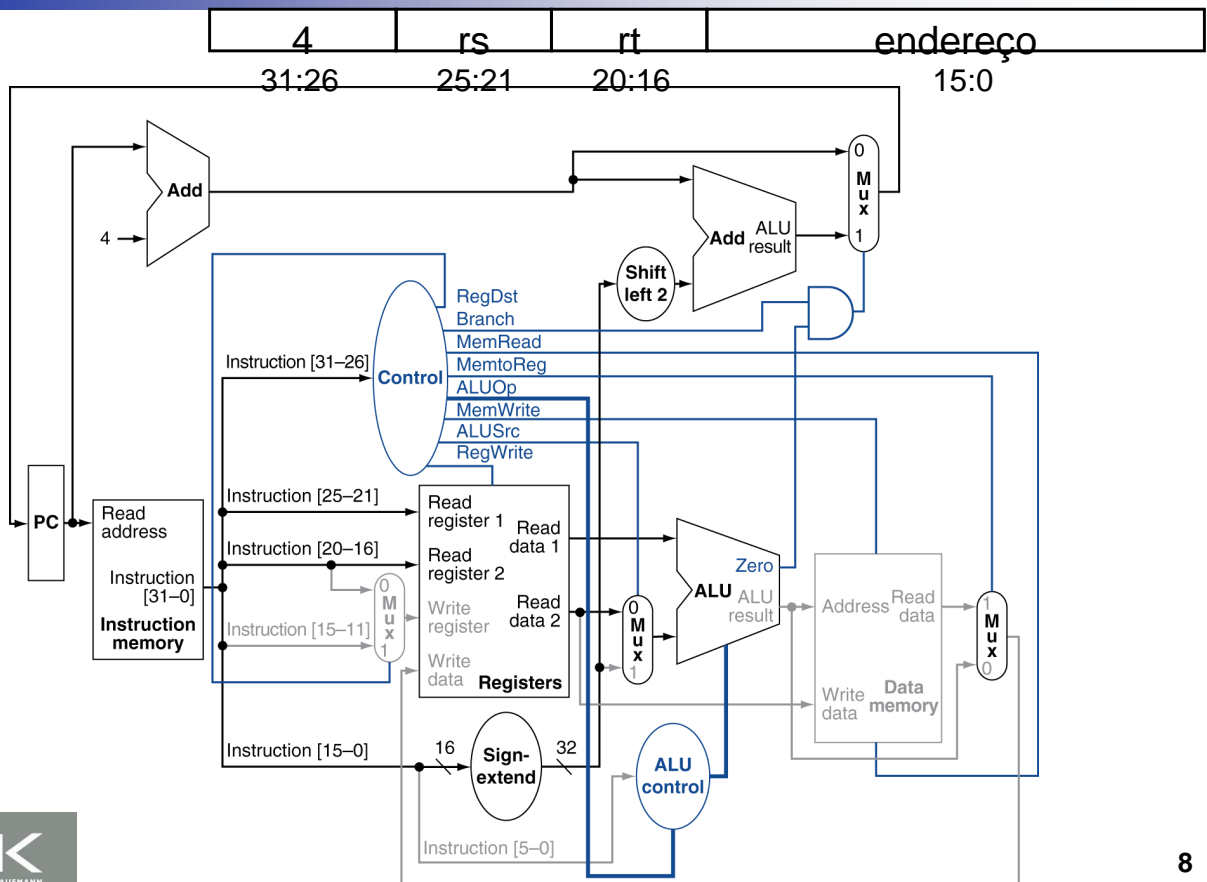 4 rs rt endereço
31:26 25:21 20:16 15:0
Add
4
0
Mux
1
Add ALU result
Shift left 2
RegDst
Branch
MemRead
MemtoReg
ALUOp
MemWrite
ALUSrc
RegWrite
Control
Instruction [31–26]
Instruction [25–21]
Instruction [20–16]
Instruction [15–11]
Instruction [15–0]
Instruction [5–0]
PC
Read address
Instruction [31–0]
Instruction memory
0
Mux
1
Read register 1
Read register 2
Write register
Write data
Read data 1
Read data 2
Registers
0
Mux
1
Zero
ALU
ALU result
Address
Read data
Write data
Data memory
1
Mux
0
16
Sign-extend
32
ALU control
K
8